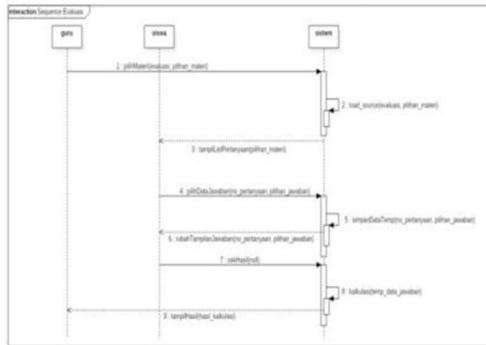 interaction Sequence Evaluasi
guru
siswa
sistem
1 : pilihMateri(evaluasi, pilihan_materi)
2 : load_source(evaluasi, pilihan_materi)
3 : tampilListPertanyaan(pilihan_materi)
4 : pilihDataJawaban(no_pertanyaan, pilihan_jawaban)
5 : simpanDataTemp(no_pertanyaan, pilihan_jawaban)
6 : rubahTampilanJawaban(no_pertanyaan, pilihan_jawaban)
7 : cekHasil(null)
8 : kalkulasi(temp_data_jawaban)
9 : tampilHasil(hasil_kalkulasi)